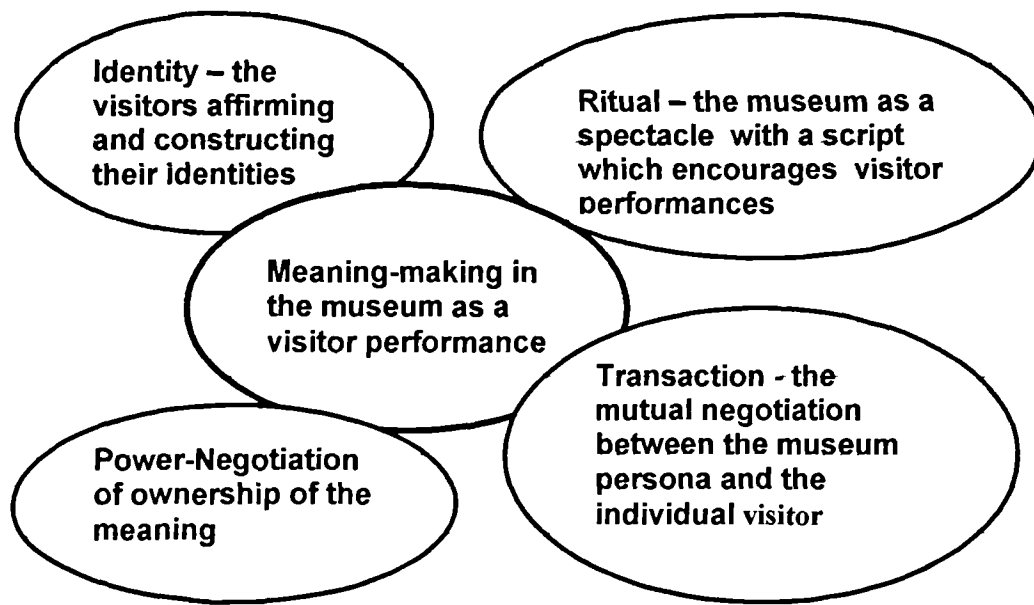 Identity – the
visitors affirming
and constructing
their identities
Ritual – the museum as a
spectacle with a script
which encourages visitor
performances
Meaning-making in
the museum as a
visitor performance
Transaction - the
mutual negotiation
between the museum
persona and the
individual visitor
Power-Negotiation
of ownership of the
meaning